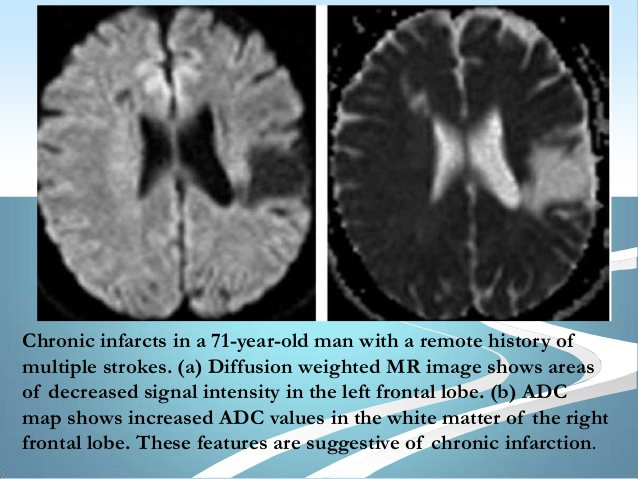 Chronic infarcts in a 71-year-old man with a remote history of
multiple strokes. (a) Diffusion weighted MR image shows areas
of decreased signal intensity in the left frontal lobe. (b) ADC
map shows increased ADC values in the white matter of the right
frontal lobe. These features are suggestive of chronic infarction.